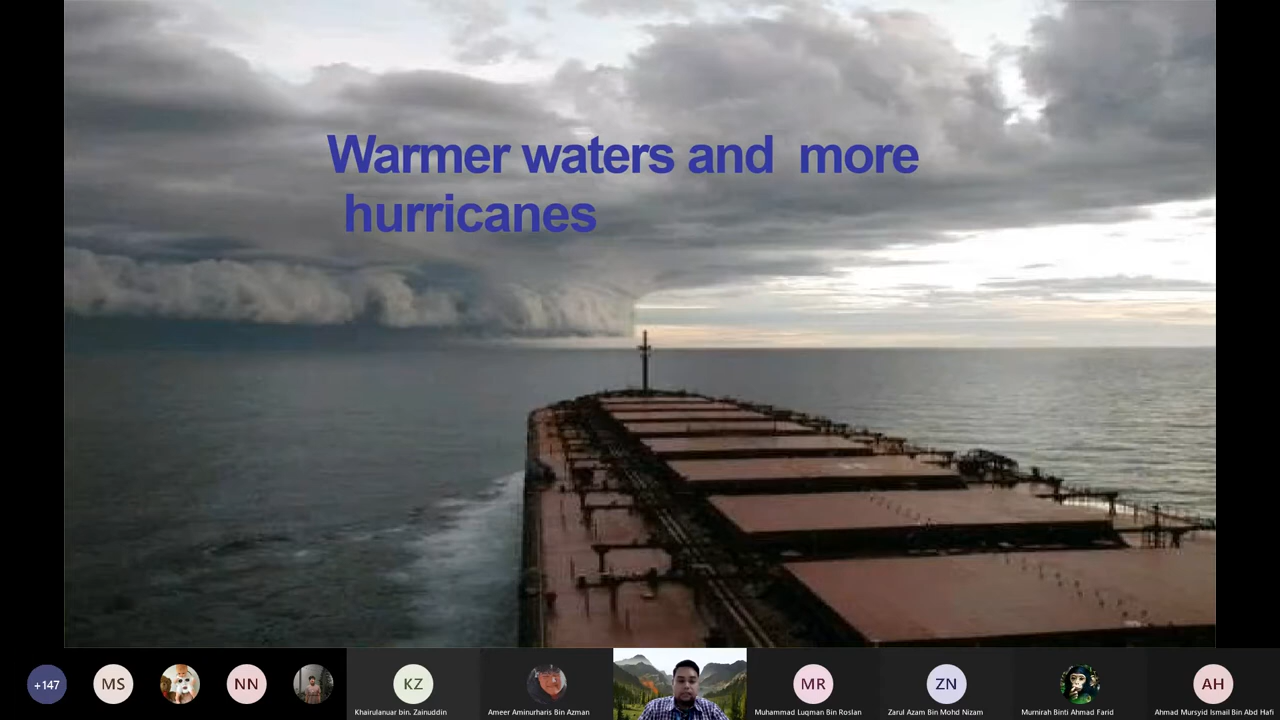 Warmer waters and  more
hurricanes
+147
MS
NN
KZ
MR
ZN
AH
Khairulanuar bin. Zainuddin
Ameer Aminurharis Bin Azman
Muhammad Luqman Bin Roslan
Zarul Azam Bin Mohd Nizam
Murnirah Binti Ahmad Farid
Ahmad Mursyid Ismail Bin Abd Hafi